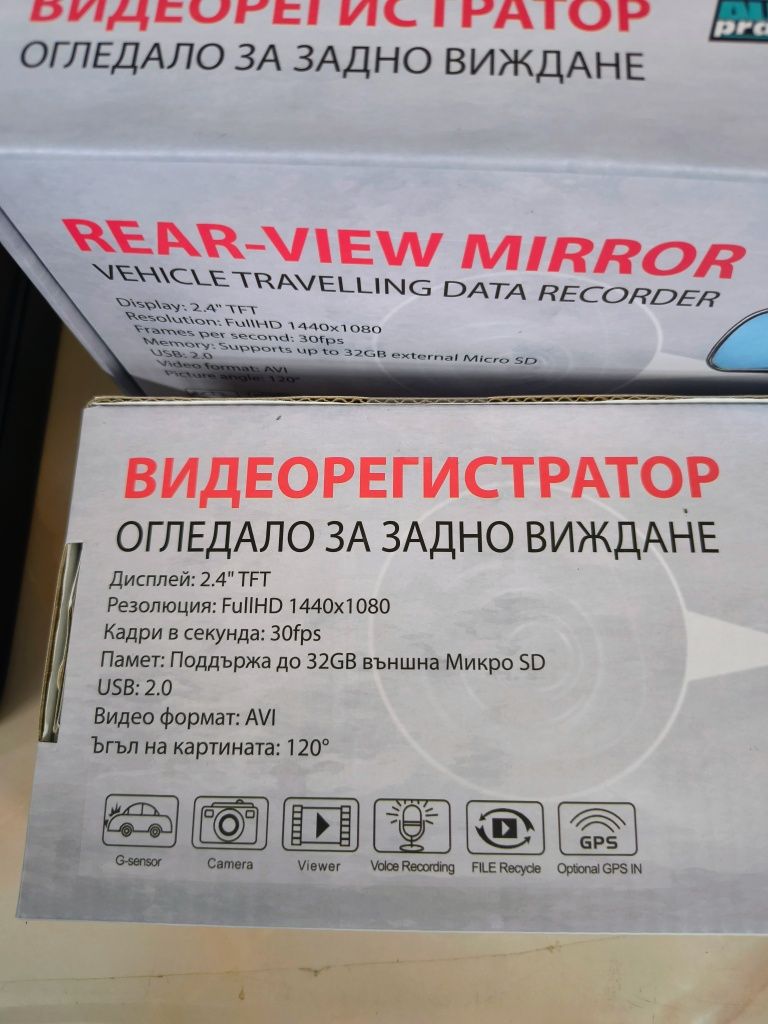 ВИДЕОРЕГИСТРАТОР
ОГЛЕДАЛО ЗА ЗАДНО ВИЖДАНЕ
REAR-VIEW MIRROR
VEHICLE TRAVELLING DATA RECORDER
Display: 2.4" TFT
Resolution: FullHD 1440x1080
Frames per second: 30fps
Memory: Supports up to 32GB external Micro SD
USB: 2.0
Video format: AVI
Picture angle: 120°
ВИДЕОРЕГИСТРАТОР
ОГЛЕДАЛО ЗА ЗАДНО ВИЖДАНЕ
Дисплей: 2.4" TFT
Резолюция: FullHD 1440x1080
Кадри в секунда: 30fps
Памет: Поддържа до 32GB външна Микро SD
USB: 2.0
Видео формат: AVI
Ъгъл на картината: 120°
GPS
G-sensor Camera Viewer Voice Recording FILE Recycle Optional GPS IN